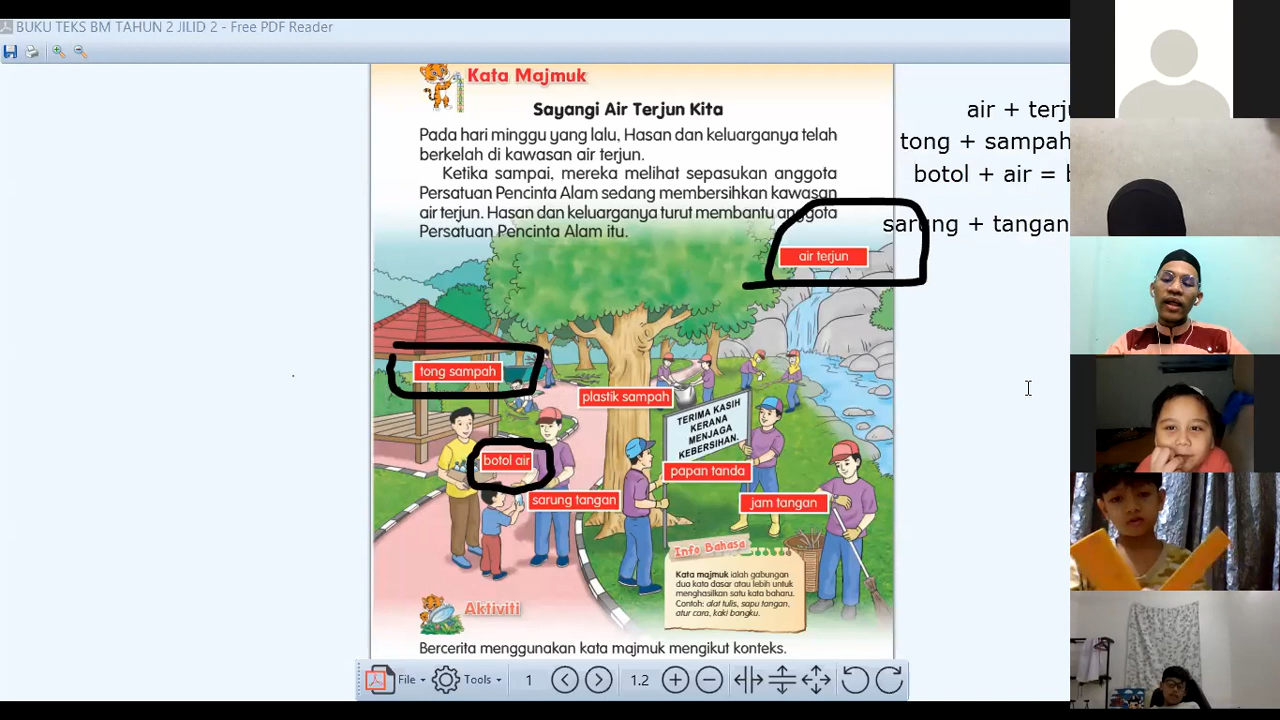 BUKU TEKS BM TAHUN 2 JILID 2 - Free PDF Reader
Kata Majmuk
Sayangi Air Terjun Kita
Pada hari minggu yang lalu, Hasan dan keluarganya telah
berkelah di kawasan air terjun.
Ketika sampai, mereka melihat sepasukan anggota
Persatuan Pencinta Alam sedang membersihkan kawasan
air terjun. Hasan dan keluarganya turut membantu anggota
Persatuan Pencinta Alam itu.
air + terju
tong + sampah
botol + air =
sarung + tangan
air terjun
tong sampah
plastik sampah
TERIMA KASIH
KERANA
MENJAGA
KEBERSIHAN.
botol air
papan tanda
sarung tangan
jam tangan
Info Bahasa
Kata majmuk ialah gabungan
dua kata dasar atau lebih untuk
menghasilkan satu kata baharu.
Contoh: alat tulis, sapu tangan,
atur cara, kaki bangku.
Aktiviti
Bercerita menggunakan kata majmuk mengikut konteks.
File
Tools
1
1.2